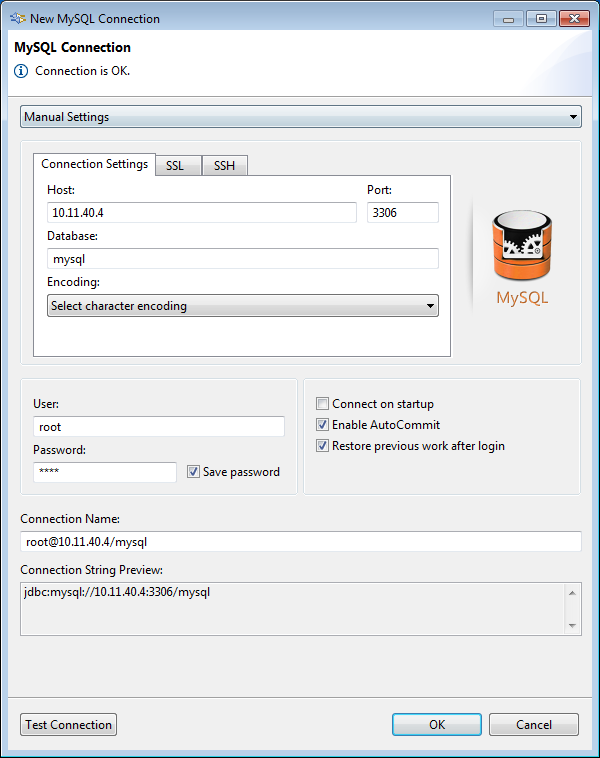 New MySQL Connection
MySQL Connection
Connection is OK.
Manual Settings
Connection Settings
SSL
SSH
Host:
Port:
10.11.40.4
3306
Database:
mysql
Encoding:
Select character encoding
MySQL
User:
root
Password:
****
Save password
Connect on startup
Enable AutoCommit
Restore previous work after login
Connection Name:
root@10.11.40.4/mysql
Connection String Preview:
jdbc:mysql://10.11.40.4:3306/mysql
Test Connection
OK
Cancel